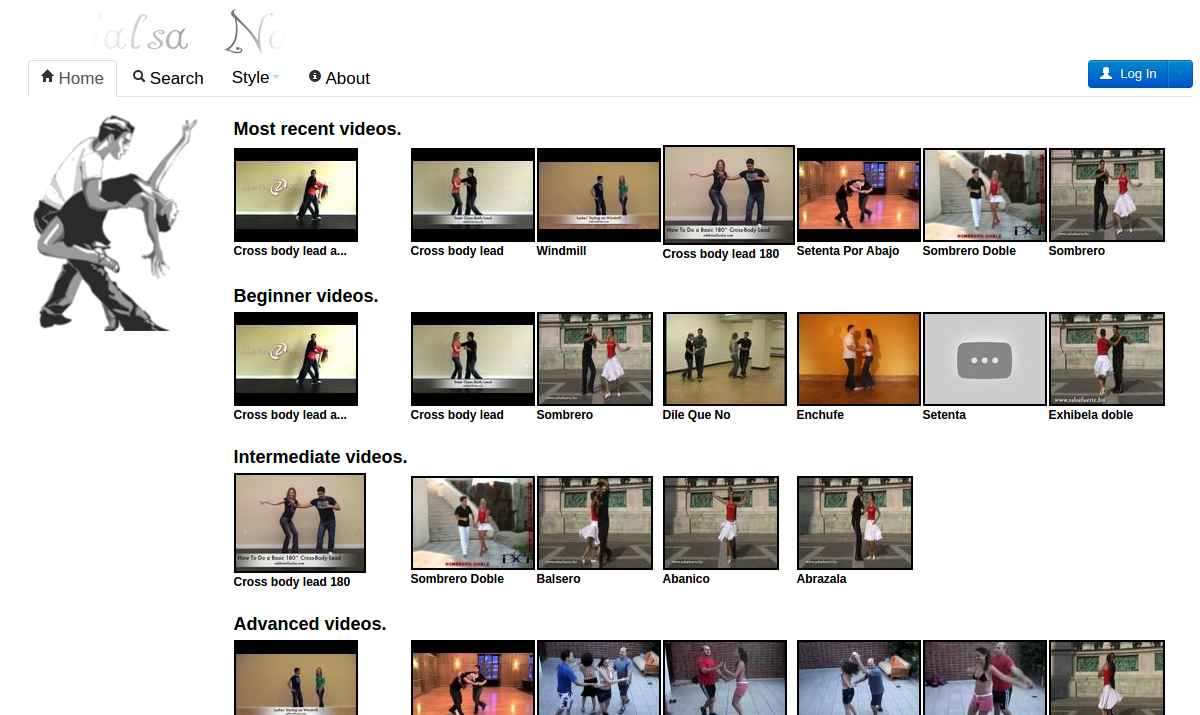 alsa Na
Home Search Style About Log In
Most recent videos.
Cross body lead a... Cross body lead Windmill Cross body lead 180 Setenta Por Abajo Sombrero Doble Sombrero
Beginner videos.
Cross body lead a... Cross body lead Sombrero Dile Que No Enchufe Setenta Exhibela doble
Intermediate videos.
Cross body lead 180 Sombrero Doble Balsero Abanico Abrazala
Advanced videos.